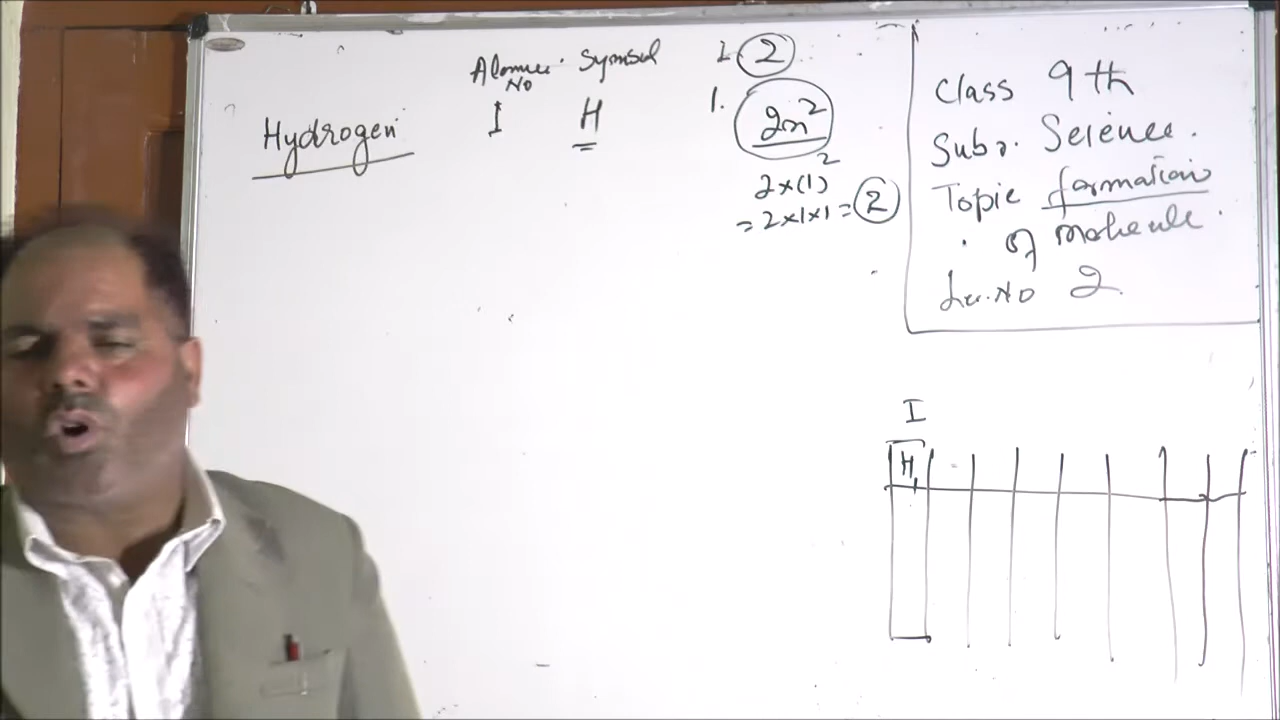 Atomic Symbol
No
Hydrogen I H
I. 2
1. 2n²
2×(1)²
= 2×1×1 = 2
Class 9th
Sub. Science.
Topic formation
of molecule.
Lec. No 2
I
H